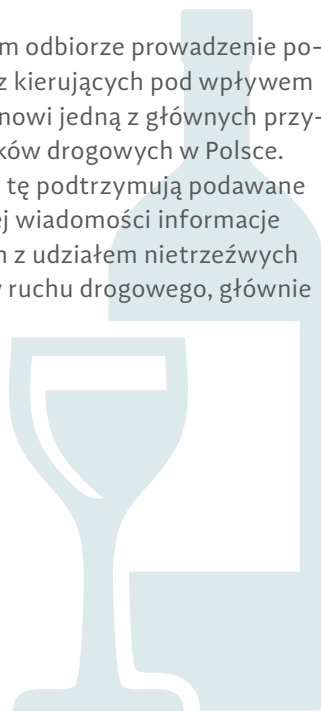 m odbiorze prowadzenie po-
z kierujących pod wpływem
nowi jedną z głównych przy-
ków drogowych w Polsce.
tę podtrzymują podawane
j wiadomości informacje
z udziałem nietrzeźwych
ruchu drogowego, głównie